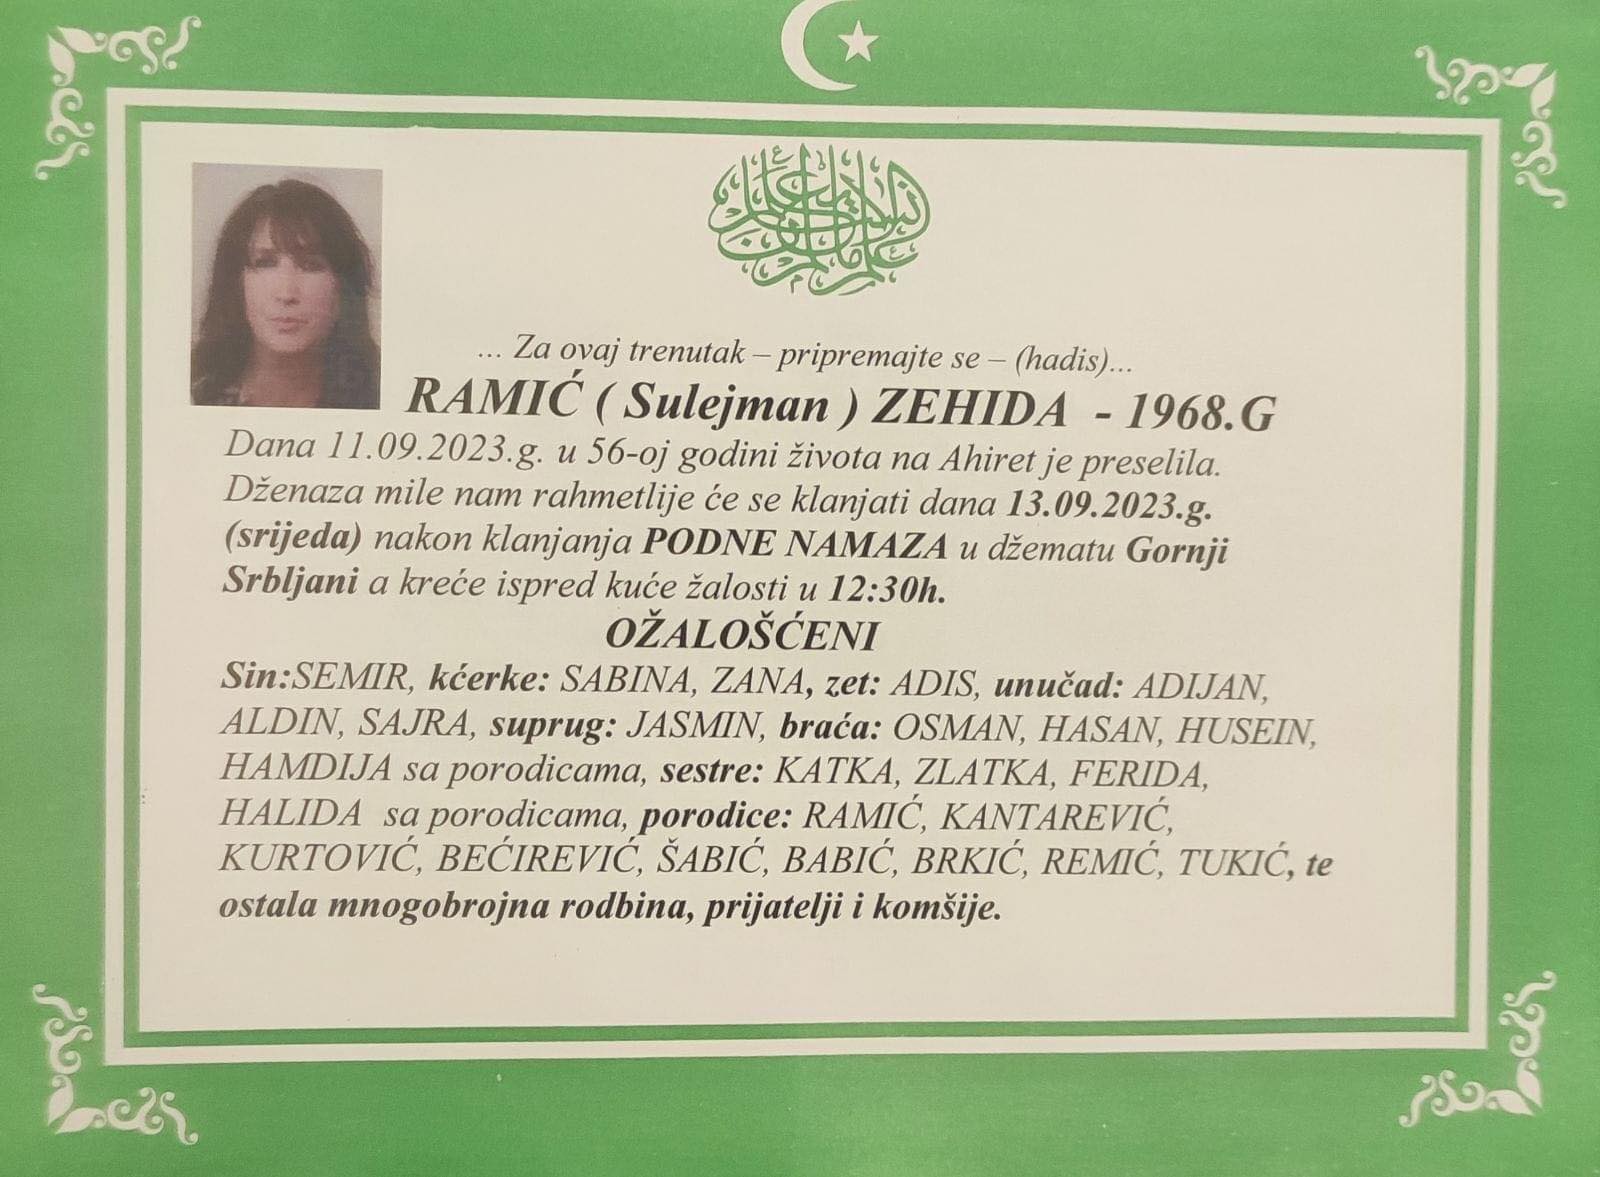 ... Za ovaj trenutak – pripremajte se – (hadis)...
RAMIĆ ( Sulejman ) ZEHIDA - 1968.G
Dana 11.09.2023.g. u 56-oj godini života na Ahiret je preselila.
Dženaza mile nam rahmetlije će se klanjati dana 13.09.2023.g.
(srijeda) nakon klanjanja PODNE NAMAZA u džematu Gornji
Srbljani a kreće ispred kuće žalosti u 12:30h.
OŽALOŠĆENI
Sin:SEMIR, kćerke: SABINA, ZANA, zet: ADIS, unučad: ADIJAN,
ALDIN, SAJRA, suprug: JASMIN, braća: OSMAN, HASAN, HUSEIN,
HAMDIJA sa porodicama, sestre: KATKA, ZLATKA, FERIDA,
HALIDA sa porodicama, porodice: RAMIĆ, KANTAREVIĆ,
KURTOVIĆ, BEĆIREVIĆ, ŠABIĆ, BABIĆ, BRKIĆ, REMIĆ, TUKIĆ, te
ostala mnogobrojna rodbina, prijatelji i komšije.